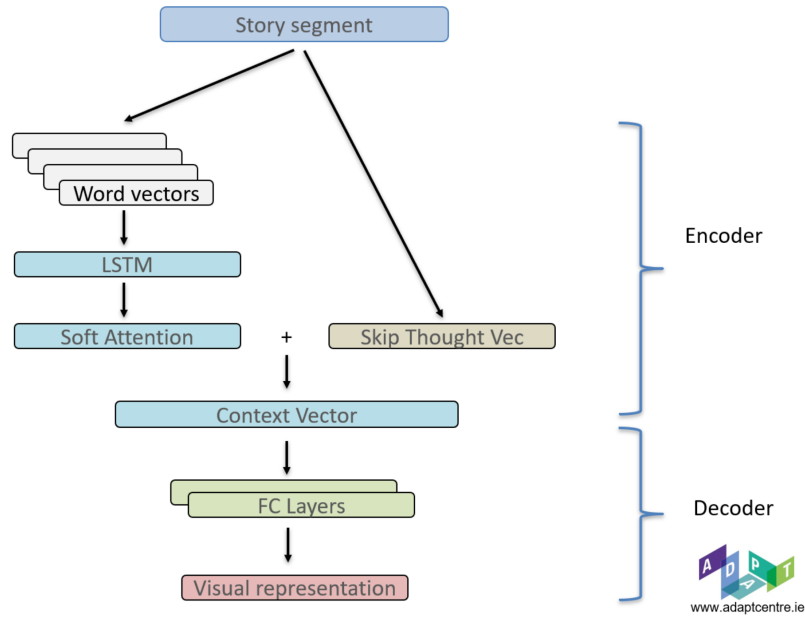 Story segment
Word vectors
Encoder
LSTM
Soft Attention
+
Skip Thought Vec
Context Vector
FC Layers
Decoder
Visual representation
ADAPT
www.adaptcentre.ie